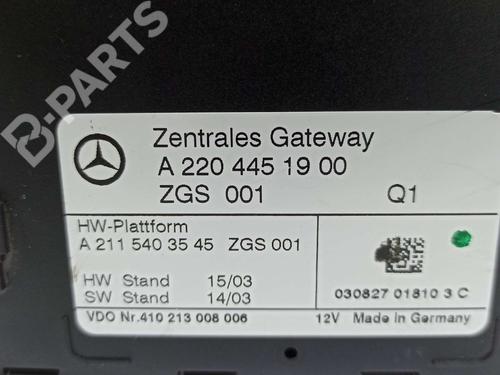 B-PARTS
Zentrales Gateway
A 220 445 19 00
ZGS 001 Q1
HW-Plattform
A 211 540 35 45 ZGS 001
HW Stand 15/03
SW Stand 14/03
030827 01810 3 C
VDO Nr. 410 213 008 006 12V Made in Germany